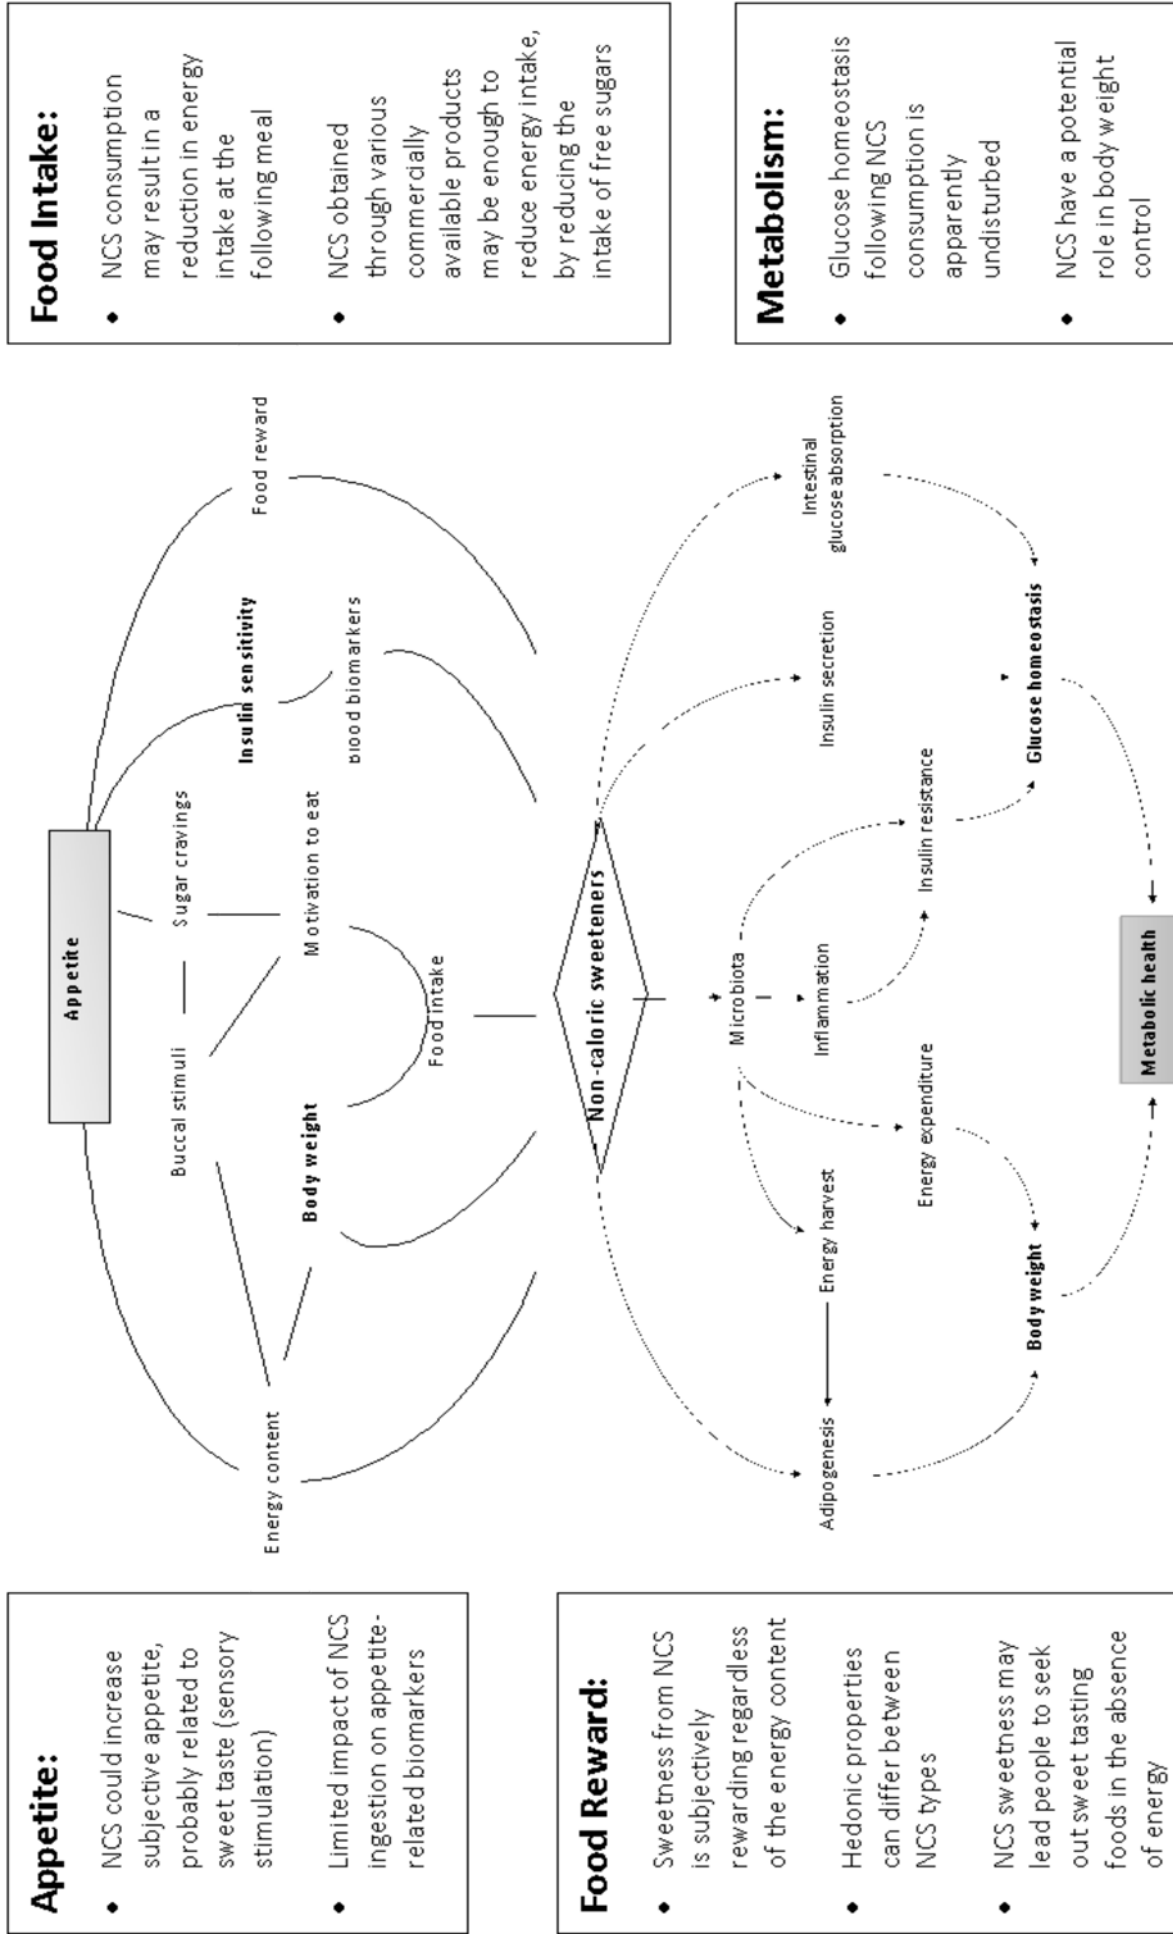 Appetite:
• NCS could increase
subjective appetite,
probably related to
sweet taste (sensory
stimulation)
• Limited impact of NCS
ingestion on appetite-
related biomarkers
Food Reward:
• Sweetness from NCS
is subjectively
rewarding regardless
of the energy content
• Hedonic properties
can differ between
NCS types
• NCS sweetness may
lead people to seek
out sweet tasting
foods in the absence
of energy
Appetite
Buccal stimuli
Sugar cravings
Energy content
Body weight
Motivation to eat
Insulin sensitivity
Food reward
Blood biomarkers
Food intake
Non-caloric sweeteners
Microbiota
Adipogenesis
Energy harvest
Inflammation
Insulin secretion
Intestinal
glucose absorption
Energy expenditure
Insulin resistance
Body weight
Glucose homeostasis
Metabolic health
Food Intake:
• NCS consumption
may result in a
reduction in energy
intake at the
following meal
• NCS obtained
through various
commercially
available products
may be enough to
reduce energy intake,
by reducing the
intake of free sugars
Metabolism:
• Glucose homeostasis
following NCS
consumption is
apparently
undisturbed
• NCS have a potential
role in body weight
control